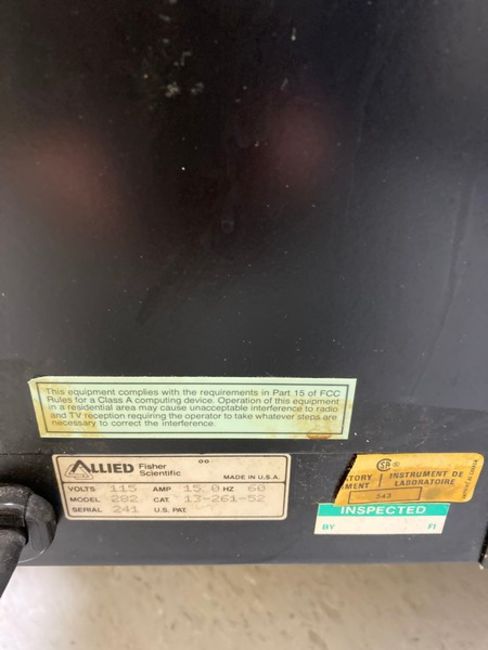 This equipment complies with the requirements in Part 15 of FCC
Rules for a Class A computing device. Operation of this equipment
in a residential area may cause unacceptable interference to radio
and TV reception requiring the operator to take whatever steps are
necessary to correct the interference.
ALLIED Fisher
Scientific
MADE IN U.S.A.
VOLTS 115 AMP 15.0 HZ 60
MODEL 282 CAT. 13-261-52
SERIAL 241 U.S. PAT.
SA ®
ATORY INSTRUMENT DE
MENT LABORATOIRE
543
INSPECTED
BY FI